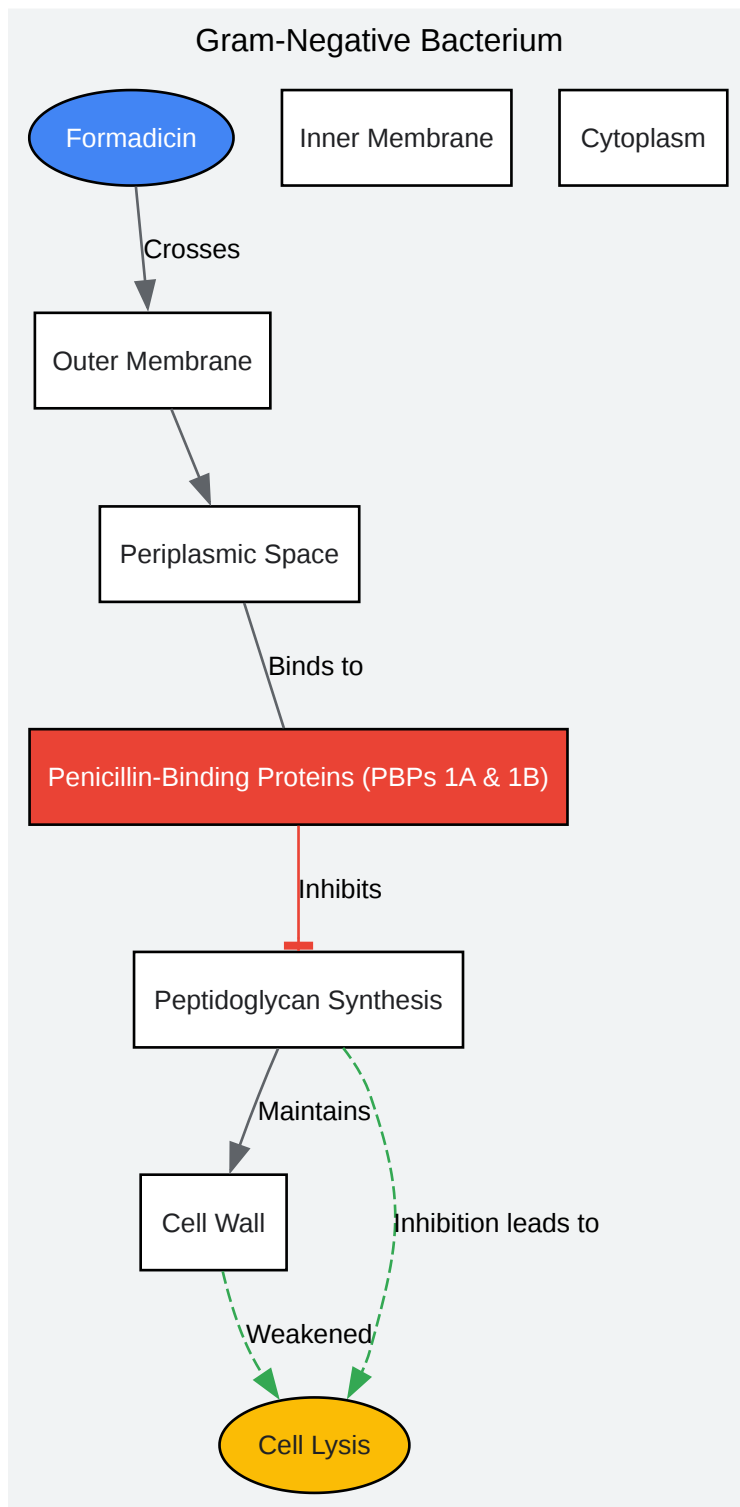 Gram-Negative Bacterium
Formadicin
Inner Membrane
Cytoplasm
Crosses
Outer Membrane
Periplasmic Space
Binds to
Penicillin-Binding Proteins (PBPs 1A & 1B)
Inhibits
Peptidoglycan Synthesis
Maintains
Cell Wall
Inhibition leads to
Weakened
Cell Lysis